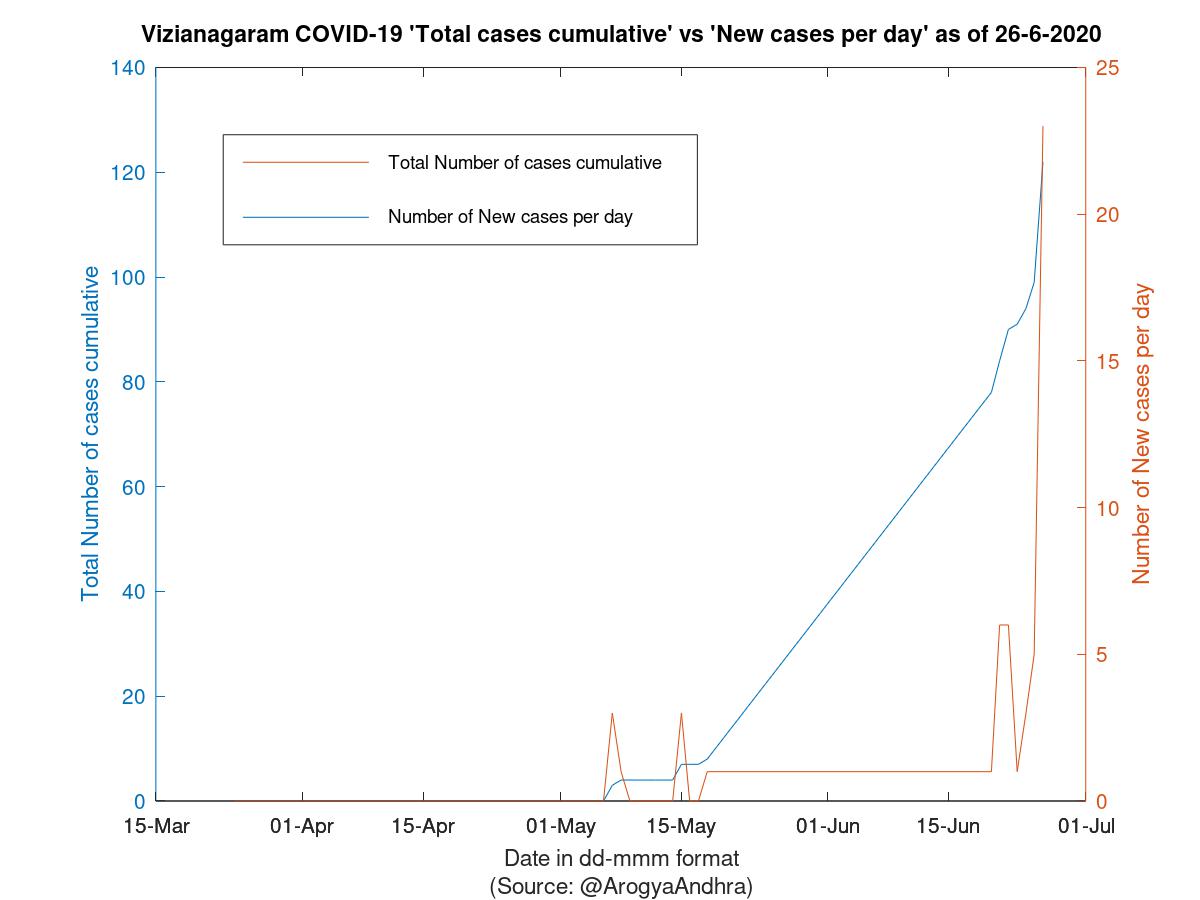 Vizianagaram COVID-19 'Total cases cumulative' vs 'New cases per day' as of 26-6-2020
140
120
100
80
60
40
20
0
Total Number of cases cumulative
Total Number of cases cumulative
Number of New cases per day
25
20
15
10
5
0
Number of New cases per day
15-Mar 01-Apr 15-Apr 01-May 15-May 01-Jun 15-Jun 01-Jul
Date in dd-mmm format
(Source: @ArogyaAndhra)